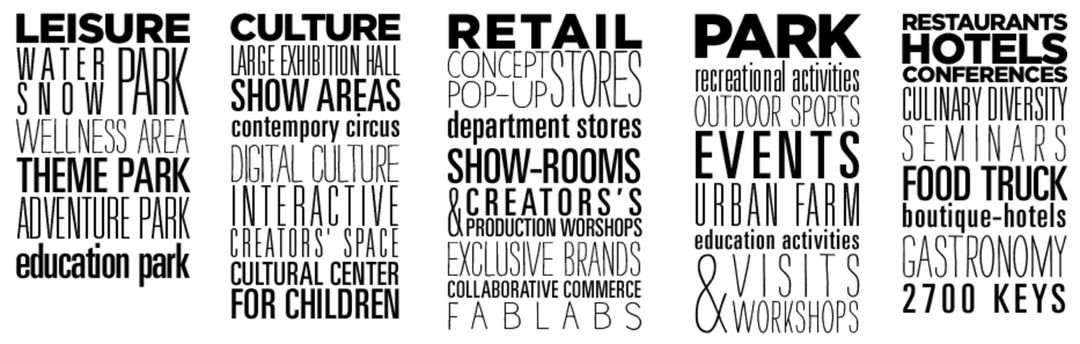 LEISURE
WATER
SNOW PARK
WELLNESS AREA
THEME PARK
ADVENTURE PARK
education park
CULTURE
LARGE EXHIBITION HALL
SHOW AREAS
contempory circus
DIGITAL CULTURE
INTERACTIVE
CREATORS' SPACE
CULTURAL CENTER
FOR CHILDREN
RETAIL
CONCEPT
POP-UP STORES
department stores
SHOW-ROOMS
& CREATORS'S
PRODUCTION WORSHOPS
EXCLUSIVE BRANDS
COLLABORATIVE COMMERCE
FABLABS
PARK
recreational activities
OUTDOOR SPORTS
EVENTS
URBAN FARM
education activities
& VISITS
WORKSHOPS
RESTAURANTS
HOTELS
CONFERENCES
CULINARY DIVERSITY
SEMINARS
FOOD TRUCK
boutique-hotels
GASTRONOMY
2700 KEYS